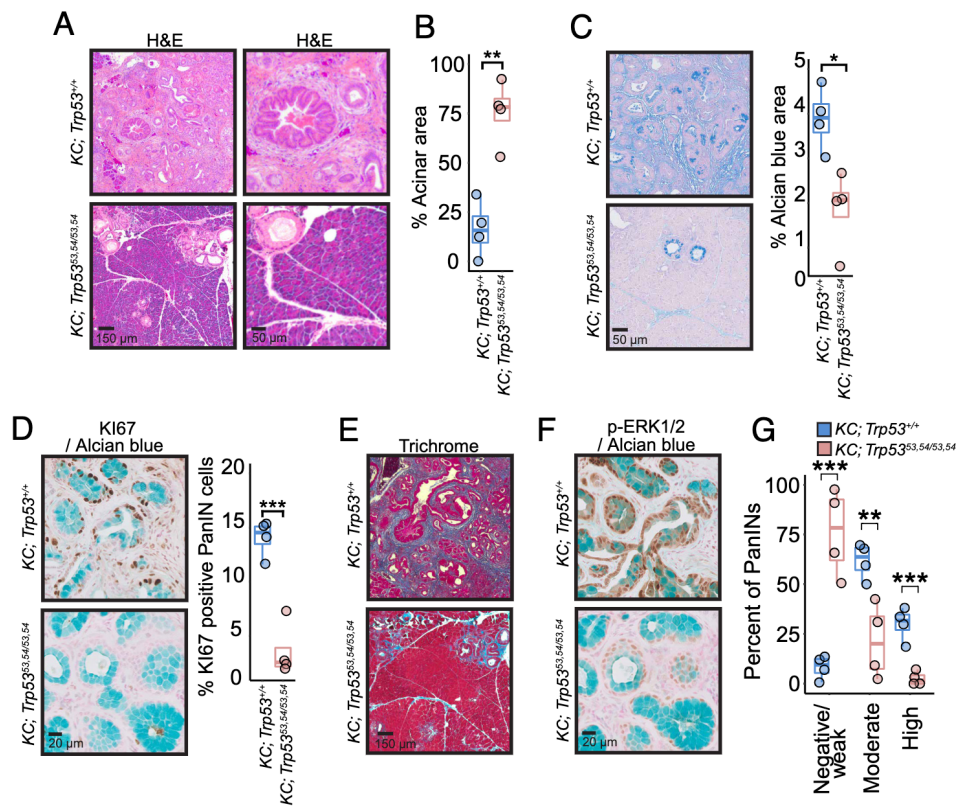 A
H&E
H&E
KC; Trp53+/+
KC; Trp5353,54/53,54
150 µm
50 µm
B
**
% Acinar area
100
75
50
25
0
KC; Trp53+/+
KC; Trp5353,54/53,54
C
KC; Trp53+/+
KC; Trp5353,54/53,54
50 µm
*
% Alcian blue area
5
4
3
2
1
0
KC; Trp53+/+
KC; Trp5353,54/53,54
D
KI67
/ Alcian blue
KC; Trp53+/+
KC; Trp5353,54/53,54
20 µm
% KI67 positive PanIN cells
20
15
10
5
0
***
KC; Trp53+/+
KC; Trp5353,54/53,54
E
Trichrome
KC; Trp53+/+
KC; Trp5353,54/53,54
150 µm
F
p-ERK1/2
/ Alcian blue
KC; Trp53+/+
KC; Trp5353,54/53,54
20 µm
G
KC; Trp53+/+
KC; Trp5353,54/53,54
Percent of PanINs
100
75
50
25
0
***
**
***
Negative/
weak
Moderate
High